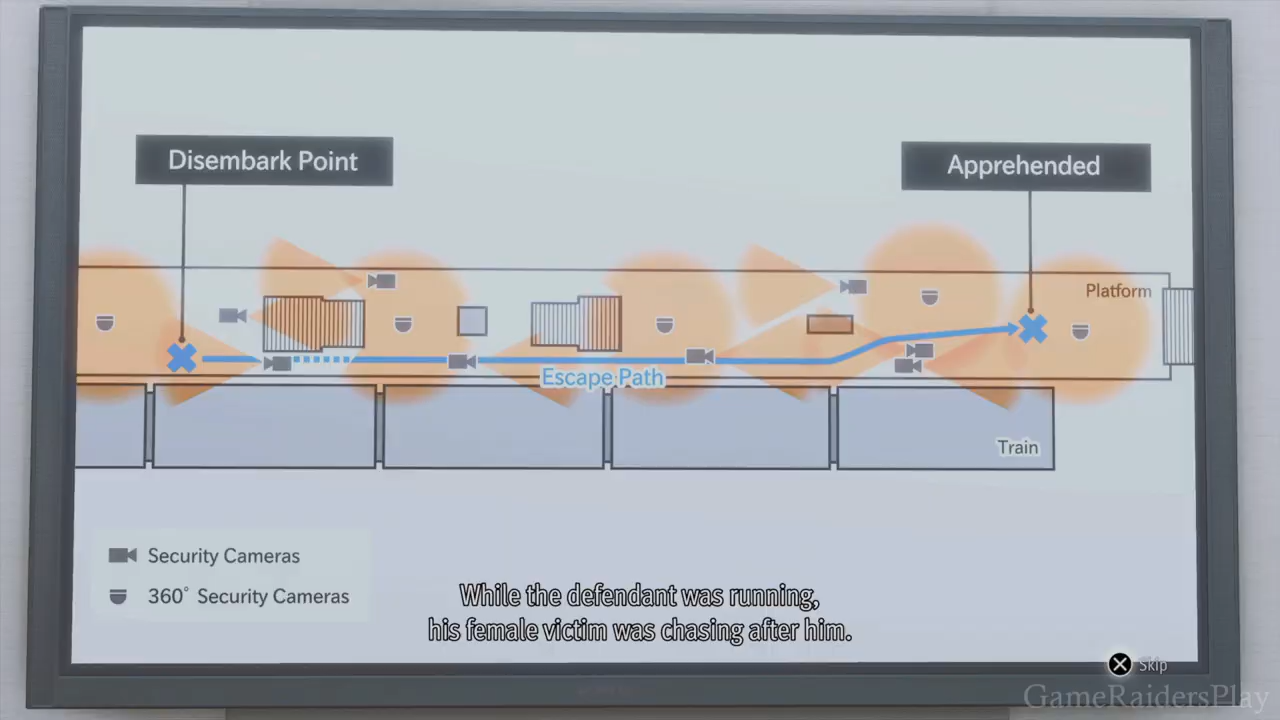 Disembark Point
Apprehended
Platform
Escape Path
Train
Security Cameras
360° Security Cameras
While the defendant was running,
his female victim was chasing after him.
Skip
GameRaidersPlay